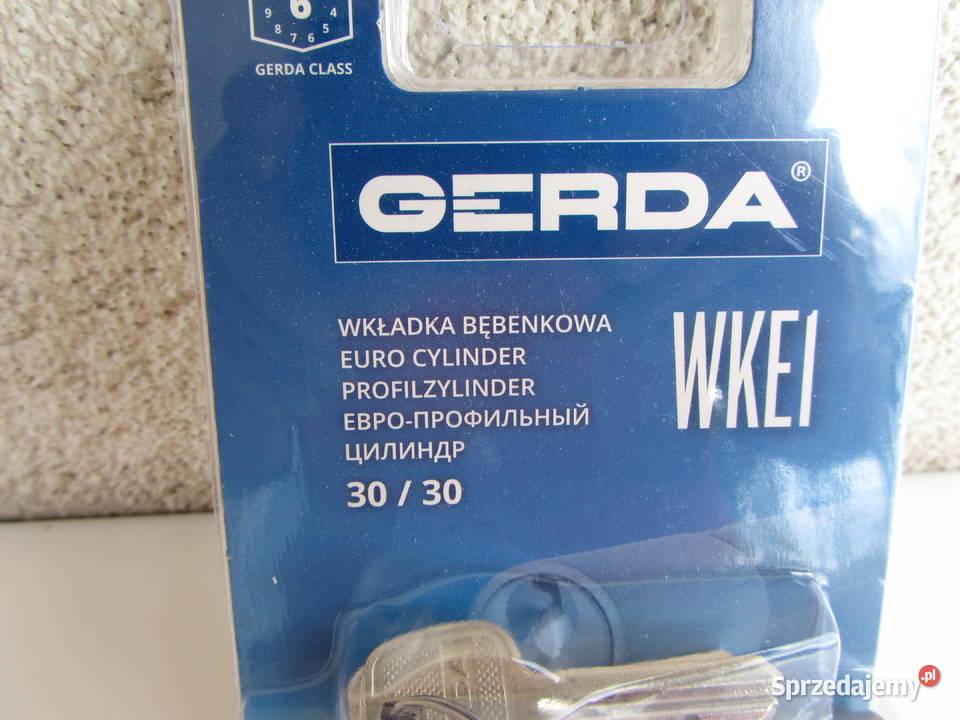 6
9 4
8 5
7 6
GERDA CLASS
GERDA®
WKŁADKA BĘBENKOWA
EURO CYLINDER
PROFILZYLINDER
ЕВРО-ПРОФИЛЬНЫЙ
ЦИЛИНДР
30 / 30
WKE1
Sprzedajemy.pl